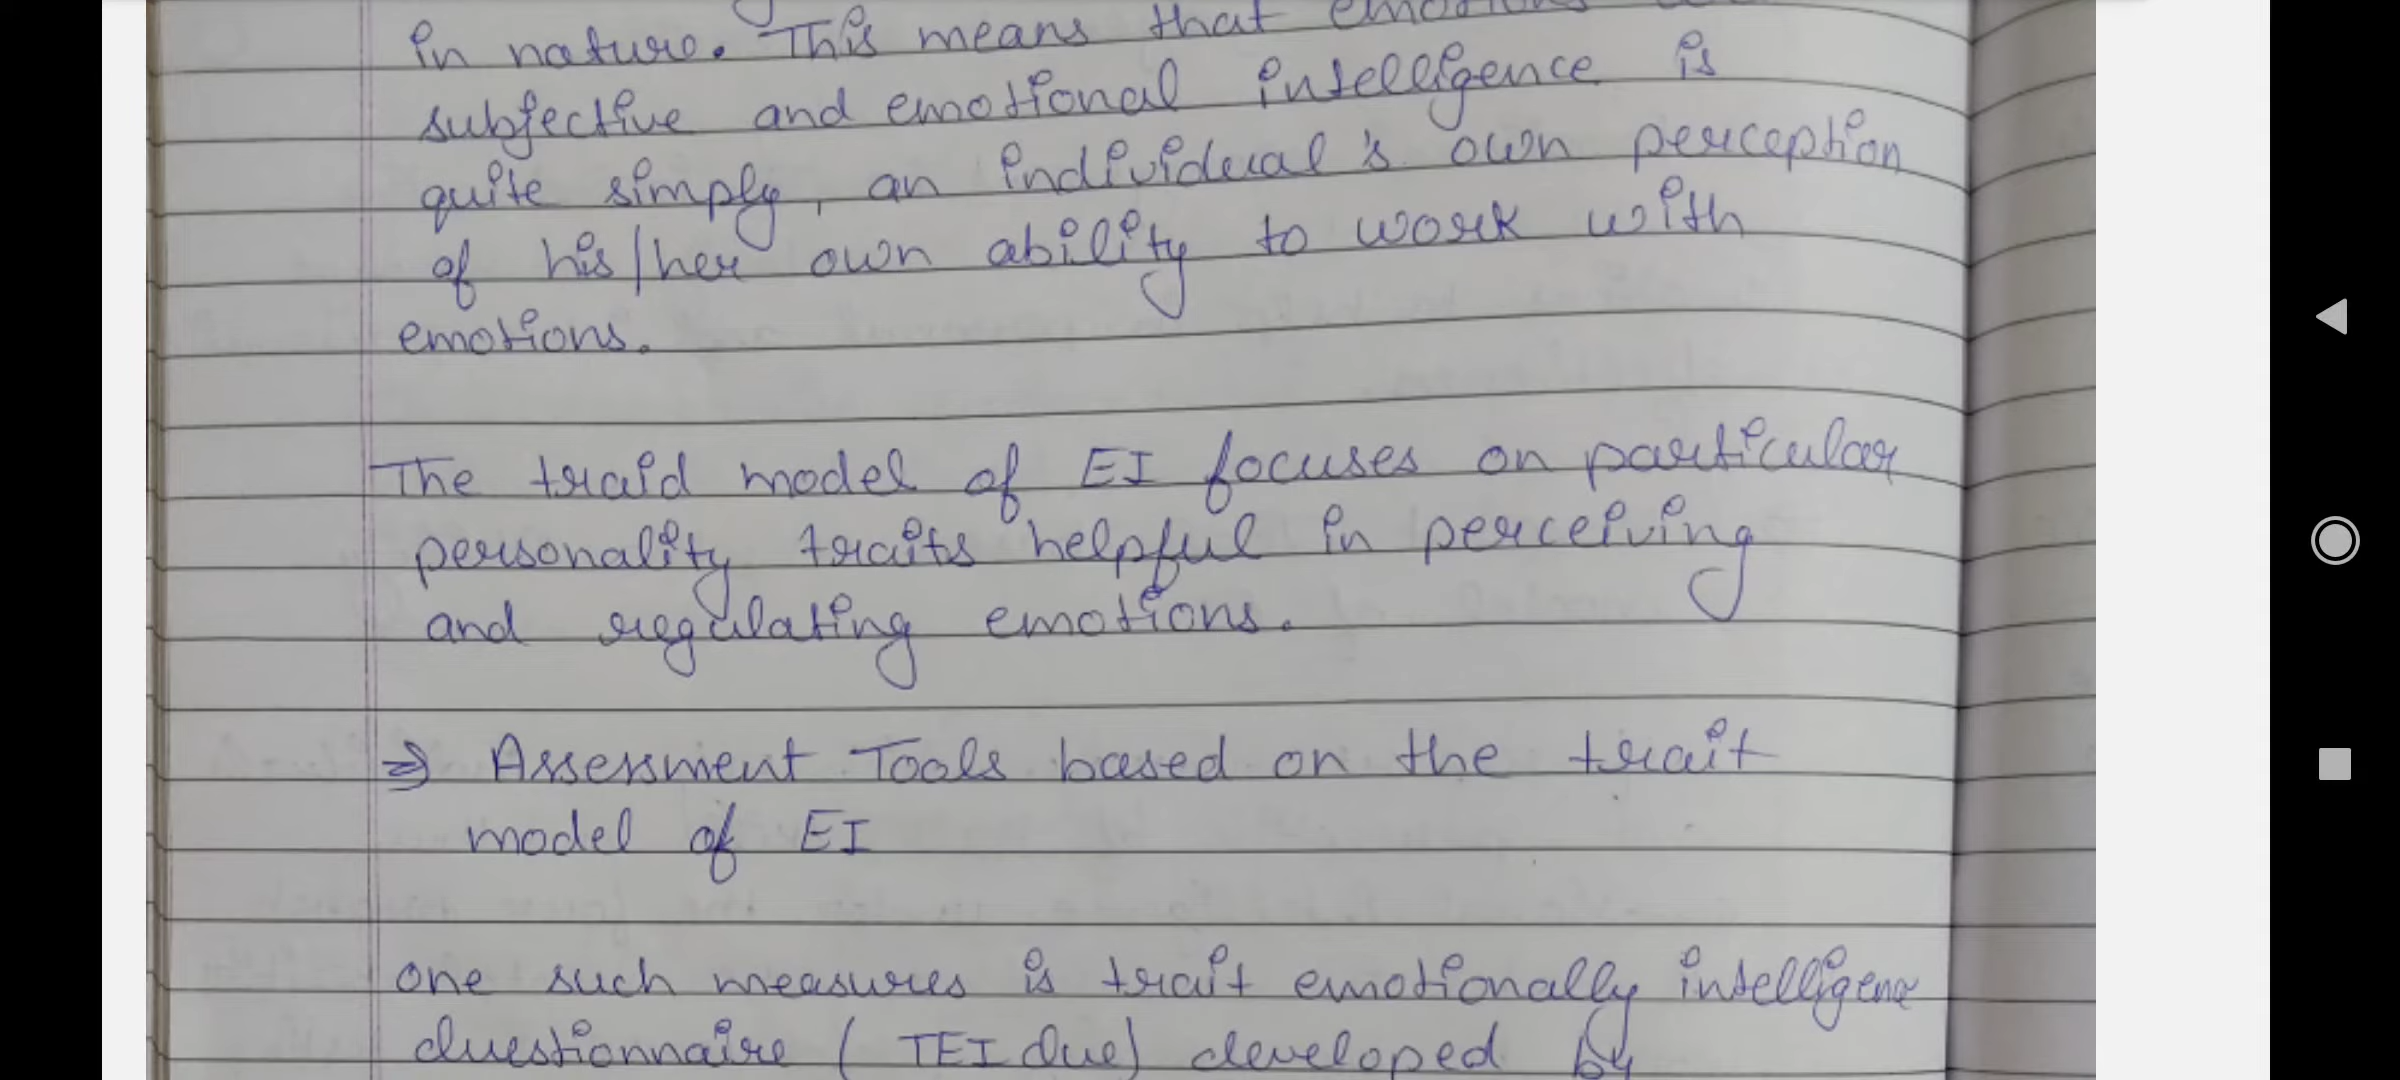 in nature. This means that emotions
subjective and emotional intelligence is
quite simply, an individual's own perception
of his/her own ability to work with
emotions.
The traid model of EI focuses on particular
personality traits helpful in perceiving
and regulating emotions.
⇒ Assessment Tools based on the trait
model of EI
one such measures is trait emotionally intelligence
Questionnaire ( TEI Que) developed by